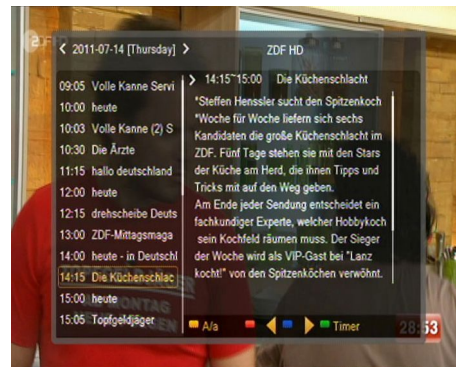 ZDF HD
2011-07-14 [Thursday]
ZDF HD
09:05 Volle Kanne Servi
10:00 heute
10:03 Volle Kanne (2) S
10:30 Die Ärzte
11:15 hallo deutschland
12:00 heute
12:15 drehscheibe Deuts
13:00 ZDF-Mittagsmaga
14:00 heute - in Deutschl
14:15 Die Küchenschlac
15:00 heute
15:05 Topfgeldjäger
14:15~15:00 Die Küchenschlacht
"Steffen Henssler sucht den Spitzenkoch
"Woche für Woche liefern sich sechs
Kandidaten die große Küchenschlacht im
ZDF. Fünf Tage stehen sie mit den Stars
der Küche am Herd, die ihnen Tipps und
Tricks mit auf den Weg geben.
Am Ende jeder Sendung entscheidet ein
fachkundiger Experte, welcher Hobbykoch
sein Kochfeld räumen muss. Der Sieger
der Woche wird als VIP-Gast bei "Lanz
kocht!" von den Spitzenköchen verwöhnt.
A/a
Timer
28:53
MONTAG